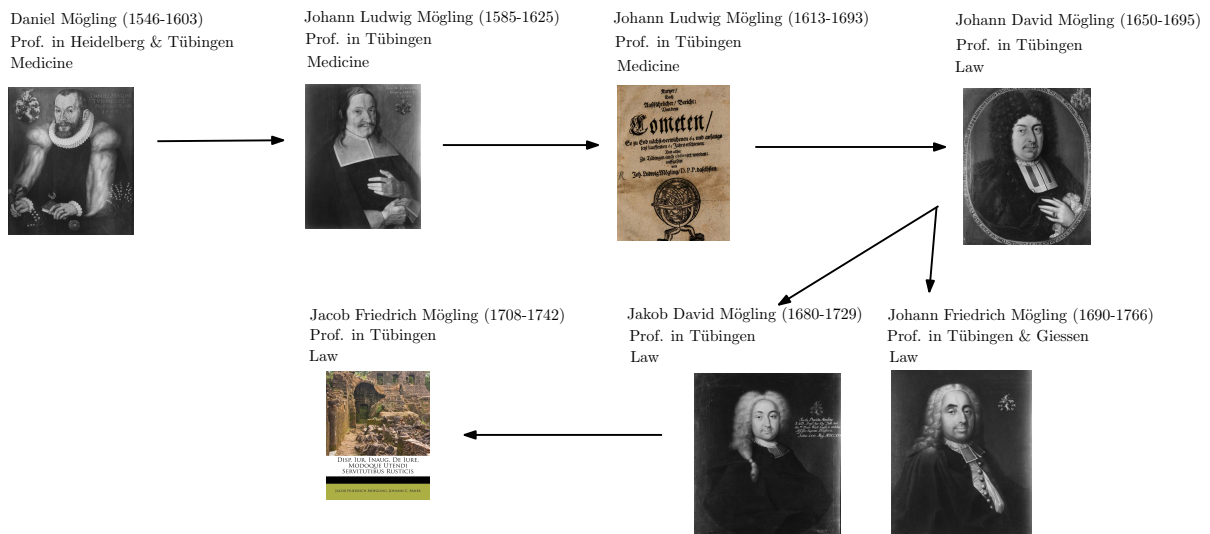 Daniel Mögling (1546-1603)
Prof. in Heidelberg & Tübingen
Medicine
Johann Ludwig Mögling (1585-1625)
Prof. in Tübingen
Medicine
Johann Ludwig Mögling (1613-1693)
Prof. in Tübingen
Medicine
Cometen/
Johann David Mögling (1650-1695)
Prof. in Tübingen
Law
Jacob Friedrich Mögling (1708-1742)
Prof. in Tübingen
Law
Disp. Iur. Inaug. De Iure,
Modoque Utendi
Servitutibus Rusticis
Jakob David Mögling (1680-1729)
Prof. in Tübingen
Law
Johann Friedrich Mögling (1690-1766)
Prof. in Tübingen & Giessen
Law